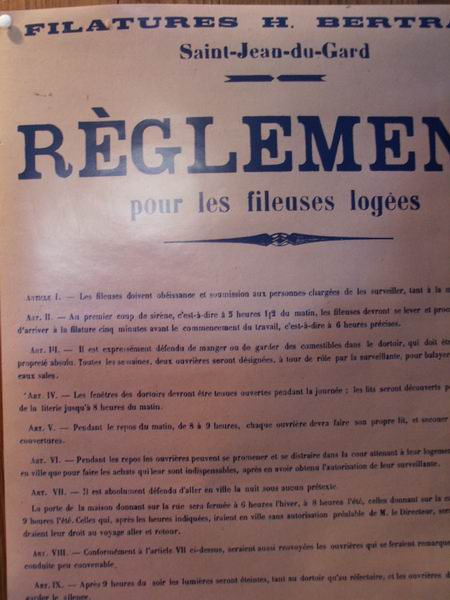 FILATURES H. BERTRA
Saint-Jean-du-Gard
RÈGLEMEN
pour les fileuses logées
ARTICLE I. — Les fileuses doivent obéissance et soumission aux personnes chargées de les surveiller, tant à la
ART. II. — Au premier coup de sirène, c'est-à-dire à 5 heures 1/2 du matin, les fileuses devront se lever et pro
d'arriver à la filature cinq minutes avant le commencement du travail, c'est-à-dire à 6 heures précises.
ART. III. — Il est expressément défendu de manger ou de garder des comestibles dans le dortoir, qui doit êtr
propreté absolu. Toutes les semaines, deux ouvrières seront désignées, à tour de rôle par la surveillante, pour balayer
eaux sales.
ART. IV. — Les fenêtres des dortoirs devront être tenues ouvertes pendant la journée : les lits seront découverts p
de la literie jusqu'à 8 heures du matin.
ART. V. — Pendant le repos du matin, de 8 à 9 heures, chaque ouvrière devra faire son propre lit, et secouer
couvertures.
ART. VI. — Pendant les repos les ouvrières peuvent se promener et se distraire dans la cour attenant à leur logemen
en ville que pour faire les achats qui leur sont indispensables, après en avoir obtenu l'autorisation de leur surveillante.
ART. VII. — Il est absolument défendu d'aller en ville la nuit sous aucun prétexte.
La porte de la maison donnant sur la rue sera fermée à 6 heures l'hiver, à 8 heures l'été, celles donnant sur la
9 heures l'été. Celles qui, après les heures indiquées, iraient en ville sans autorisation préalable de M. le Directeur, ser
draient leur droit au voyage aller et retour.
ART. VIII. — Conformément à l'article VII ci-dessus, seraient aussi renvoyées les ouvrières qui se feraient remarque
conduite peu convenable.
ART. IX. — Après 9 heures du soir les lumières seront éteintes, tant au dortoir qu'au réfectoire, et les ouvrières d
garder le silence.